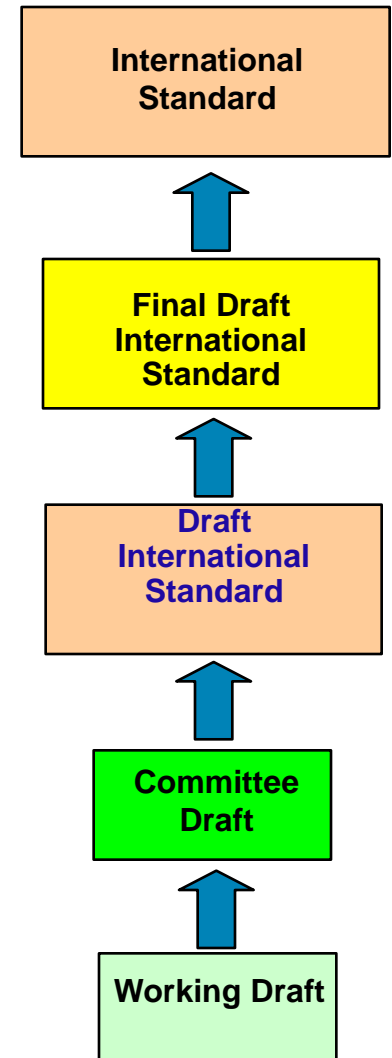 International
Standard
Final Draft
International
Standard
Draft
International
Standard
Committee
Draft
Working Draft